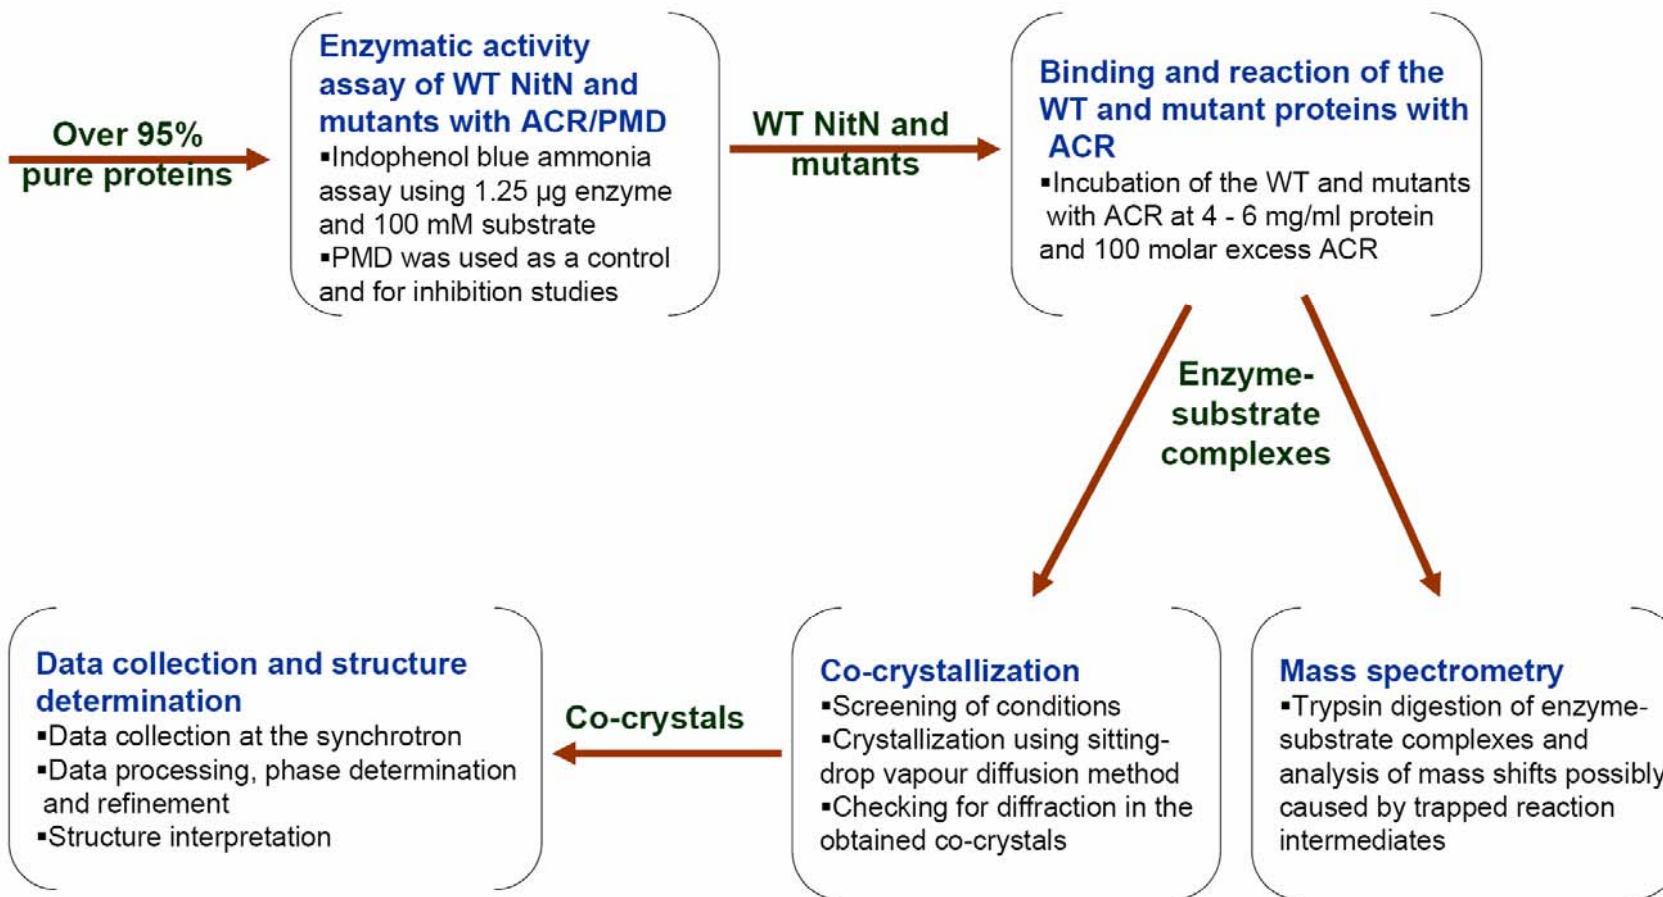 Over 95%
pure proteins
Enzymatic activity
assay of WT NitN and
mutants with ACR/PMD
▪Indophenol blue ammonia
assay using 1.25 µg enzyme
and 100 mM substrate
▪PMD was used as a control
and for inhibition studies
WT NitN and
mutants
Binding and reaction of the
WT and mutant proteins with
ACR
▪Incubation of the WT and mutants
with ACR at 4 - 6 mg/ml protein
and 100 molar excess ACR
Enzyme-
substrate
complexes
Data collection and structure
determination
▪Data collection at the synchrotron
▪Data processing, phase determination
and refinement
▪Structure interpretation
Co-crystals
Co-crystallization
▪Screening of conditions
▪Crystallization using sitting-
drop vapour diffusion method
▪Checking for diffraction in the
obtained co-crystals
Mass spectrometry
▪Trypsin digestion of enzyme-
substrate complexes and
analysis of mass shifts possibly
caused by trapped reaction
intermediates